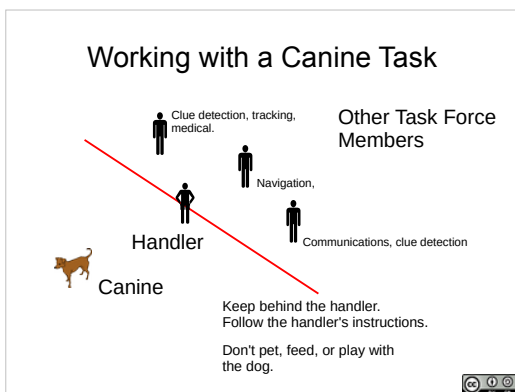 Working with a Canine Task
Clue detection, tracking,
medical.
Other Task Force
Members
Navigation,
Handler
Communications, clue detection
Canine
Keep behind the handler.
Follow the handler's instructions.
Don't pet, feed, or play with
the dog.
cc